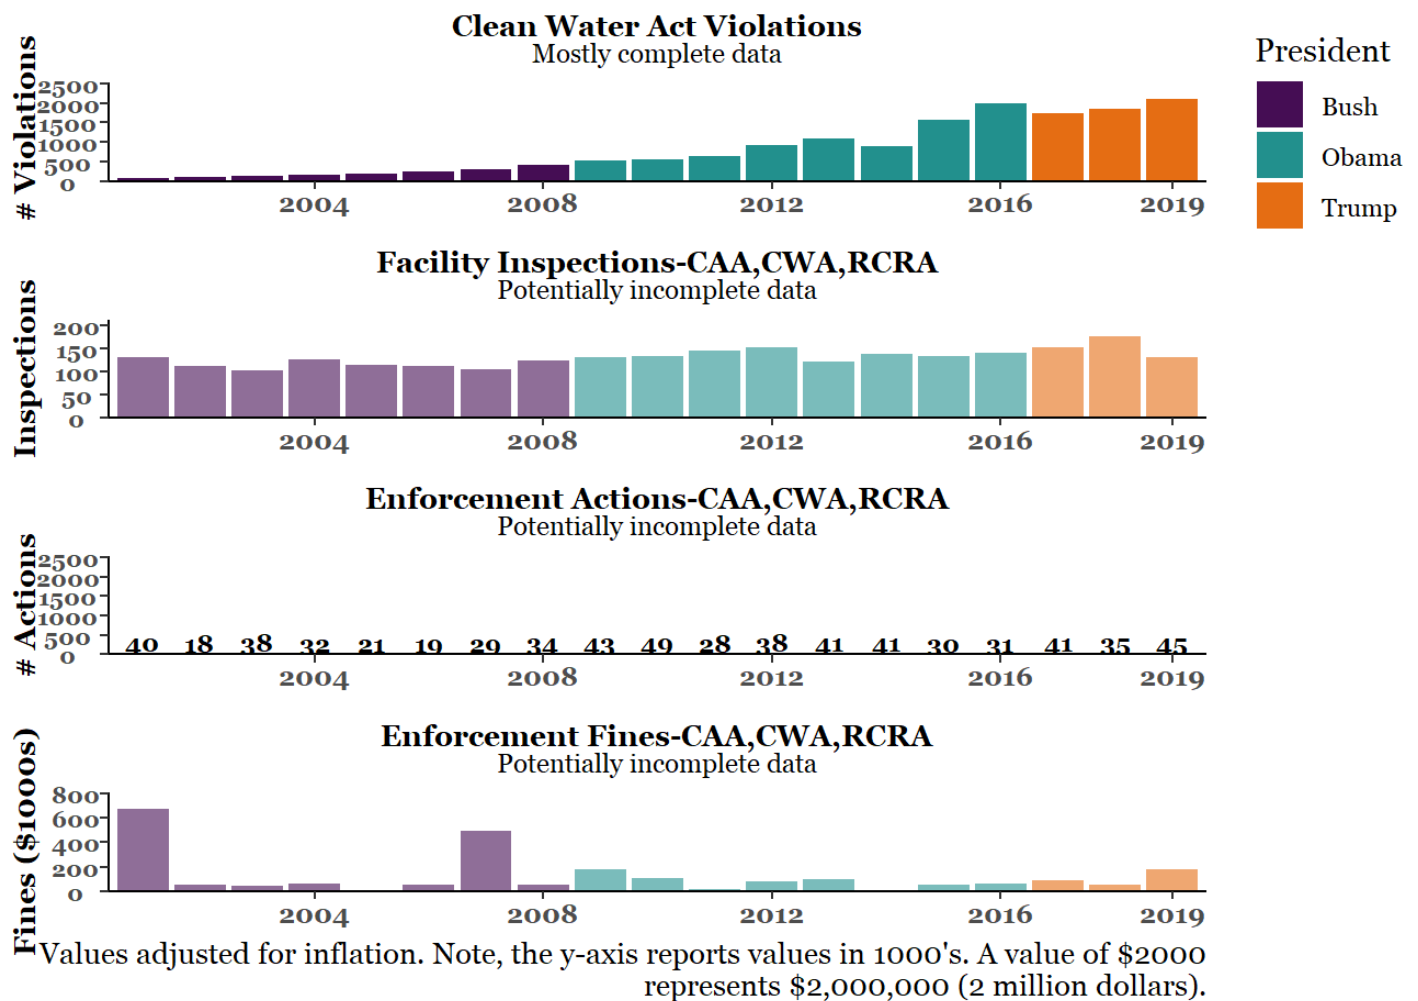 Clean Water Act Violations
Mostly complete data
# Violations
2500
2000
1500
1000
500
0
2004 2008 2012 2016 2019
President
Bush
Obama
Trump
Facility Inspections-CAA,CWA,RCRA
Potentially incomplete data
Inspections
200
150
100
50
0
2004 2008 2012 2016 2019
Enforcement Actions-CAA,CWA,RCRA
Potentially incomplete data
# Actions
2500
2000
1500
1000
500
0
40 18 38 32 21 19 29 34 43 49 28 38 41 41 30 31 41 35 45
2004 2008 2012 2016 2019
Enforcement Fines-CAA,CWA,RCRA
Potentially incomplete data
Fines ($1000s)
800
600
400
200
0
2004 2008 2012 2016 2019
Values adjusted for inflation. Note, the y-axis reports values in 1000's. A value of $2000
represents $2,000,000 (2 million dollars).